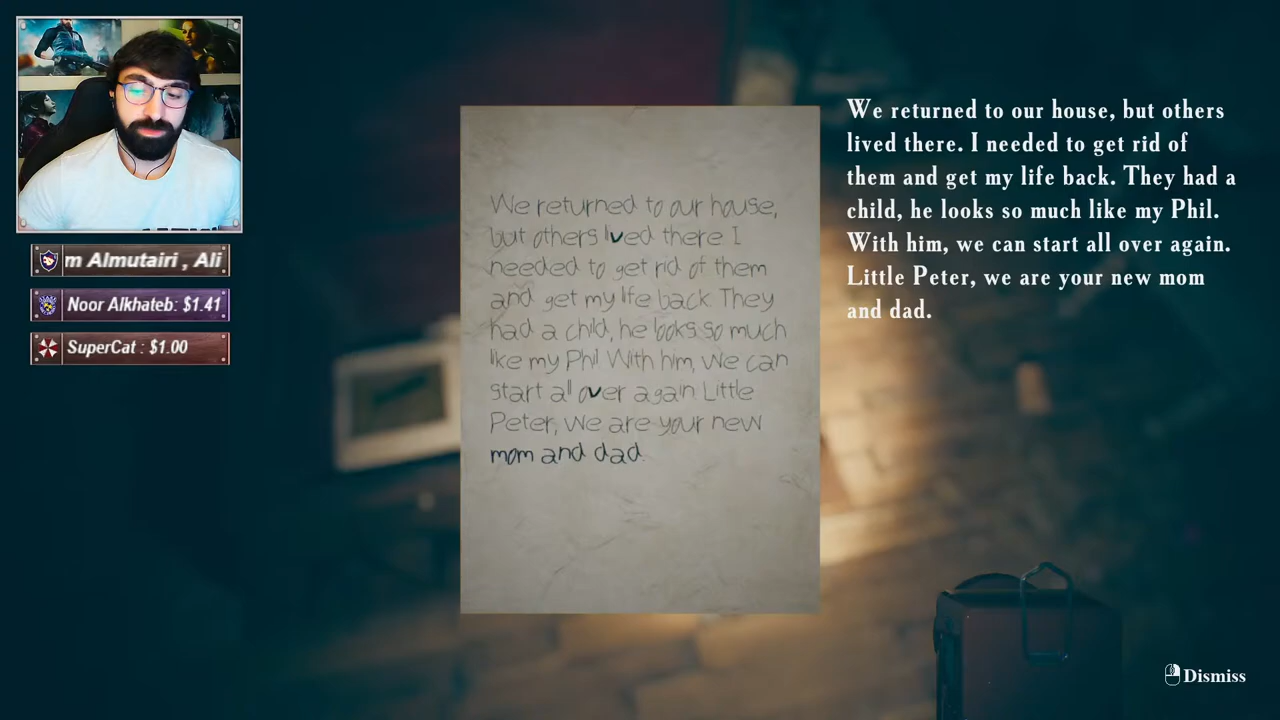 m Almutairi , Ali
Noor Alkhateb: $1.41
SuperCat : $1.00
We returned to our house,
but others lived there I
needed to get rid of them
and get my life back They
had a child, he looks so much
like my Phil With him, we can
start all over again Little
Peter, we are your new
mom and dad.
We returned to our house, but others
lived there. I needed to get rid of
them and get my life back. They had a
child, he looks so much like my Phil.
With him, we can start all over again.
Little Peter, we are your new mom
and dad.
Dismiss